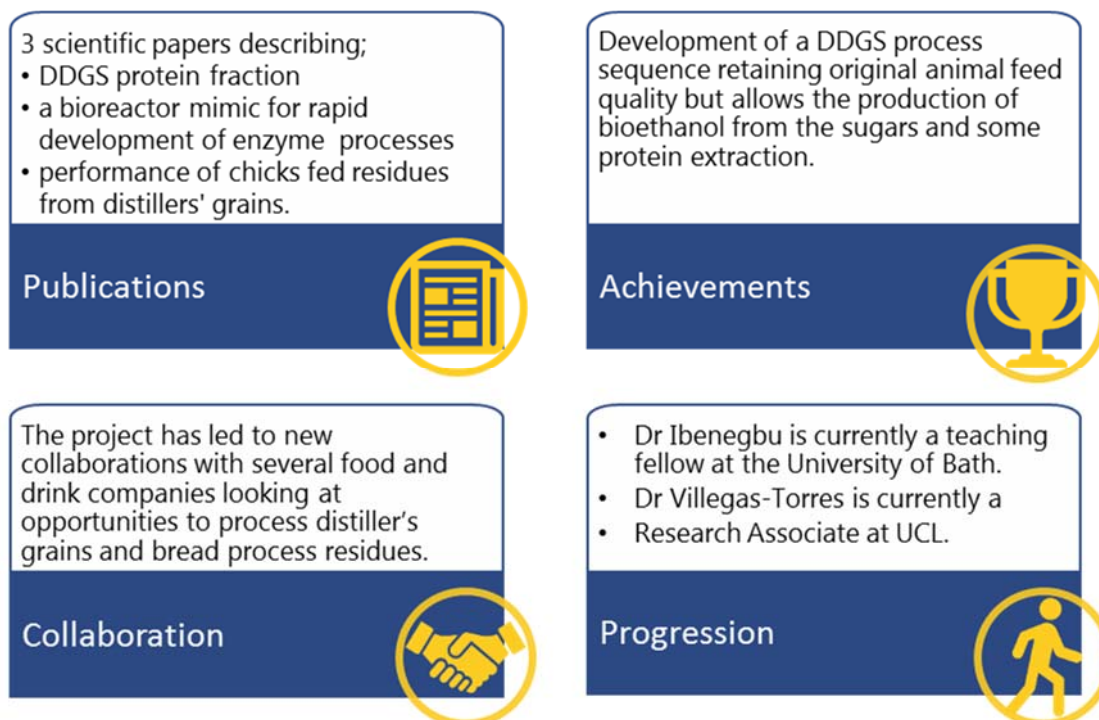 3 scientific papers describing;
• DDGS protein fraction
• a bioreactor mimic for rapid
development of enzyme processes
• performance of chicks fed residues
from distillers' grains.
Publications
Development of a DDGS process
sequence retaining original animal feed
quality but allows the production of
bioethanol from the sugars and some
protein extraction.
Achievements
The project has led to new
collaborations with several food and
drink companies looking at
opportunities to process distiller’s
grains and bread process residues.
Collaboration
• Dr Ibenegbu is currently a teaching
fellow at the University of Bath.
• Dr Villegas-Torres is currently a
• Research Associate at UCL.
Progression